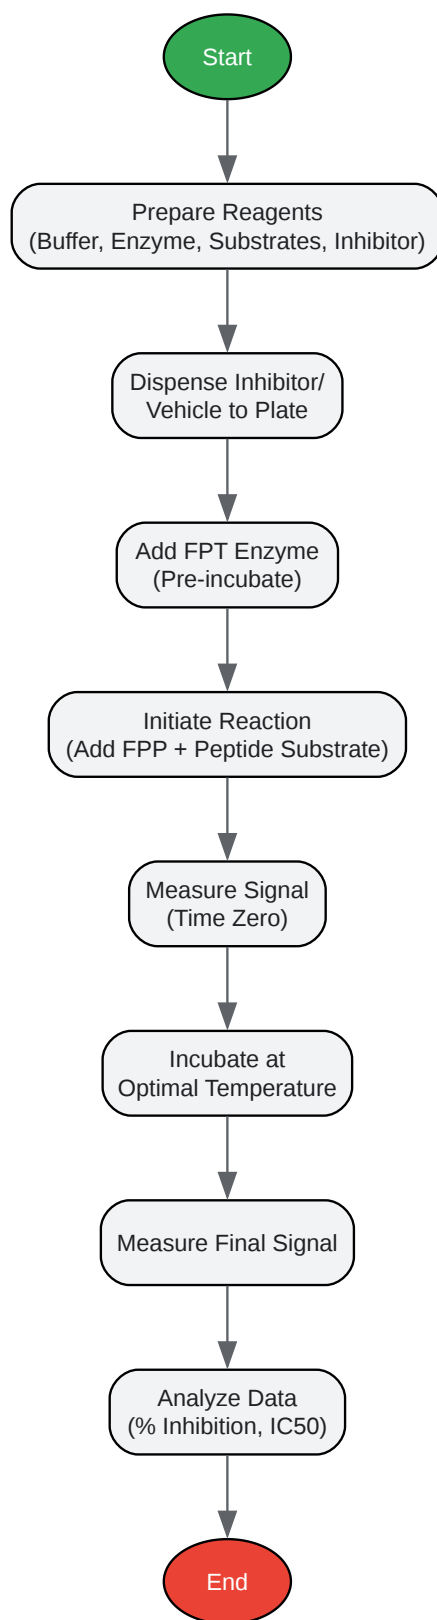 Start
Prepare Reagents
(Buffer, Enzyme, Substrates, Inhibitor)
Dispense Inhibitor/
Vehicle to Plate
Add FPT Enzyme
(Pre-incubate)
Initiate Reaction
(Add FPP + Peptide Substrate)
Measure Signal
(Time Zero)
Incubate at
Optimal Temperature
Measure Final Signal
Analyze Data
(% Inhibition, IC50)
End